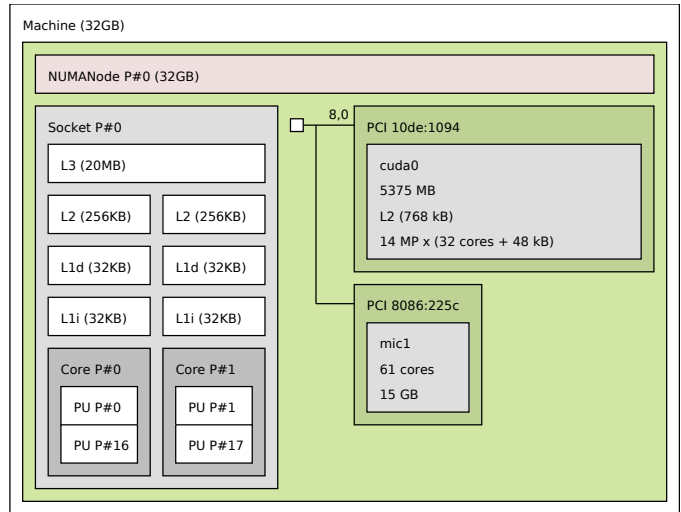 Machine (32GB)
NUMANode P#0 (32GB)
Socket P#0
L3 (20MB)
L2 (256KB) L2 (256KB)
L1d (32KB) L1d (32KB)
L1i (32KB) L1i (32KB)
Core P#0 Core P#1
PU P#0 PU P#1
PU P#16 PU P#17
8,0
PCI 10de:1094
cuda0
5375 MB
L2 (768 kB)
14 MP x (32 cores + 48 kB)
PCI 8086:225c
mic1
61 cores
15 GB